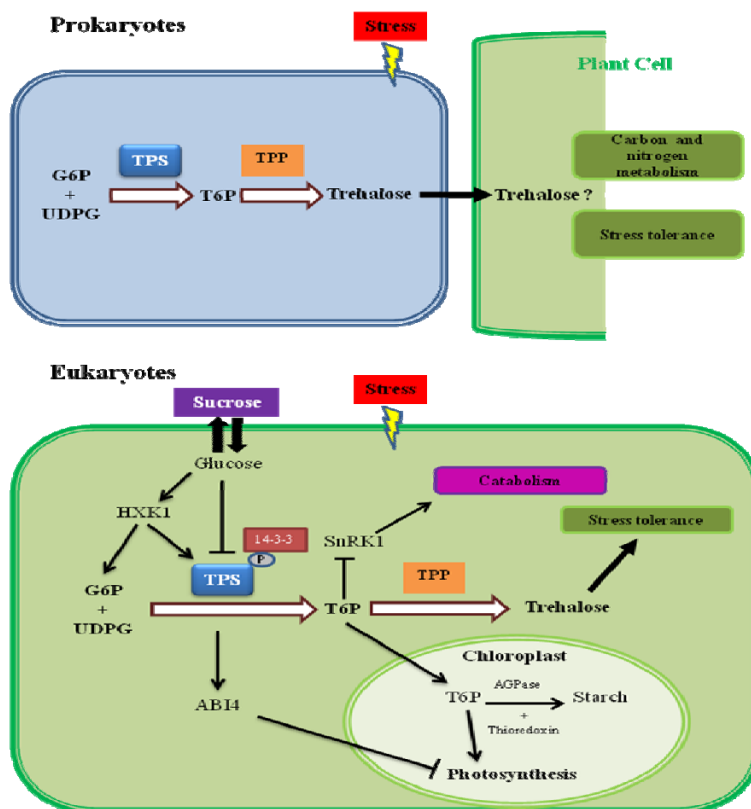 Prokaryotes
Stress
Plant Cell
TPS
TPP
Carbon and
nitrogen
metabolism
G6P
+
UDPG
T6P
Trehalose
Trehalose ?
Stress tolerance
Eukaryotes
Stress
Sucrose
Glucose
Catabolism
HXK1
14-3-3
SnRK1
Stress tolerance
P
TPS
TPP
G6P
+
UDPG
T6P
Trehalose
Chloroplast
ABI4
T6P
AGPase
+
Thioredoxin
Starch
Photosynthesis